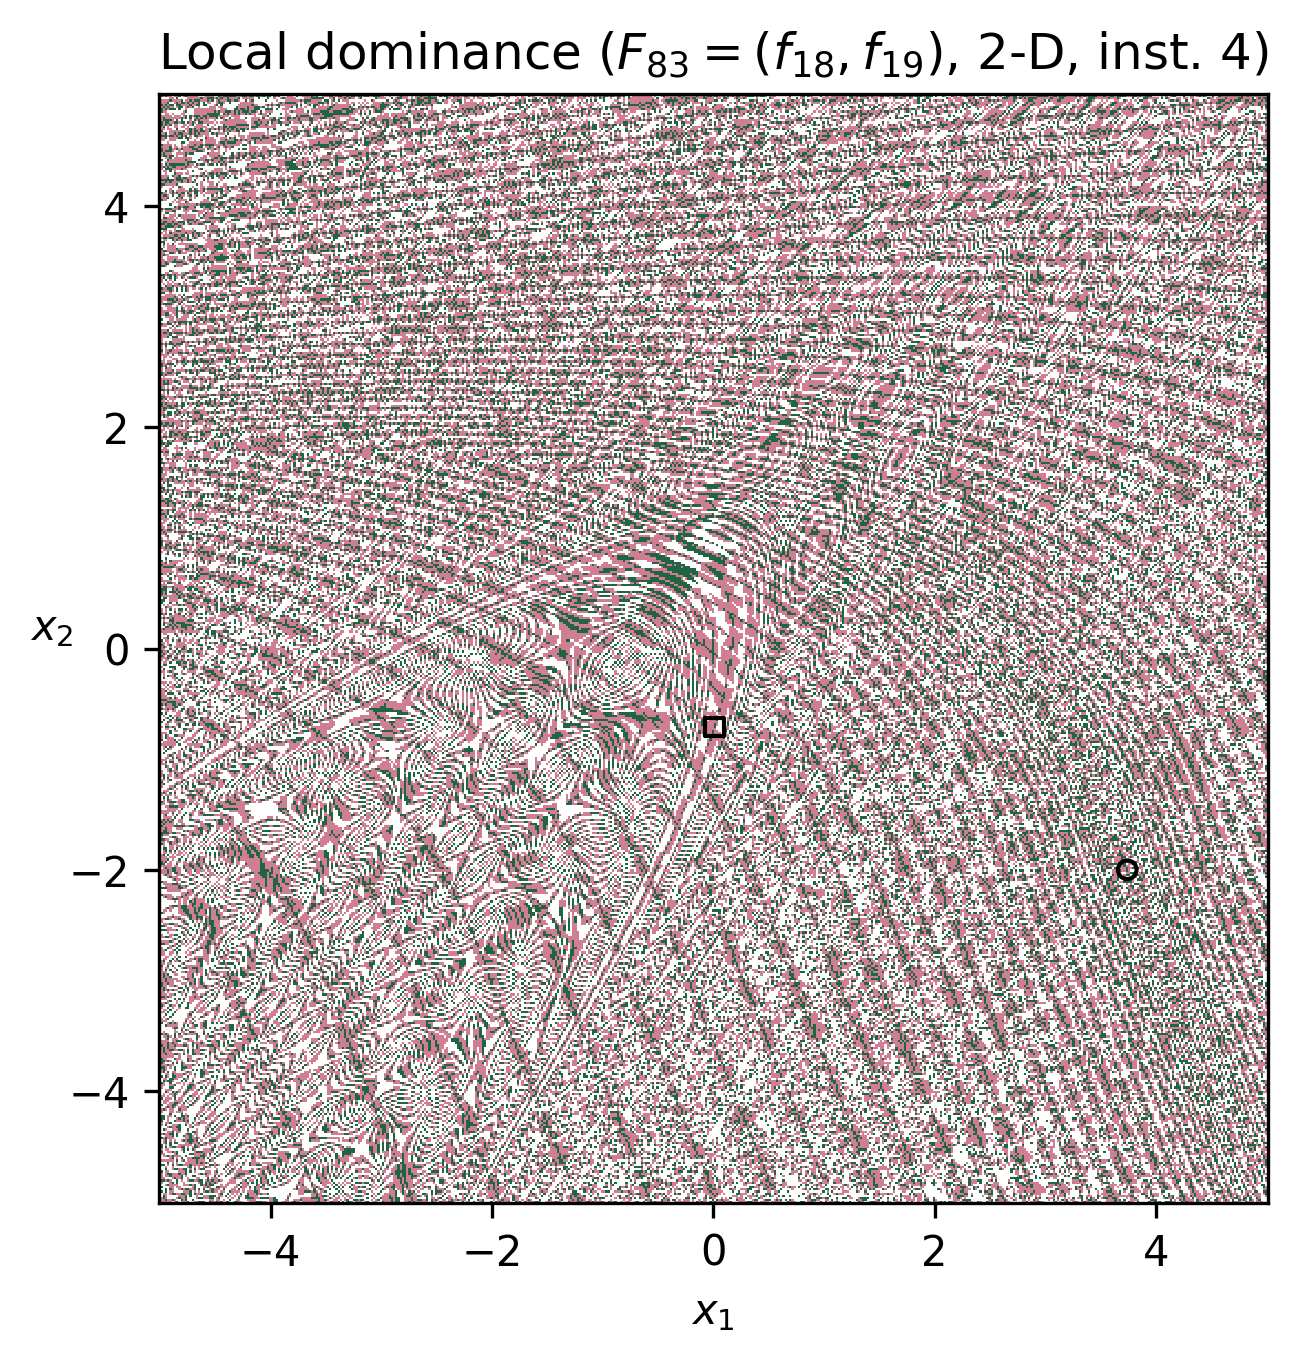 Local dominance (F₈₃ = (f₁₈, f₁₉), 2-D, inst. 4)
4
2
x₂
0
−2
−4
−4 −2 0 2 4
x₁